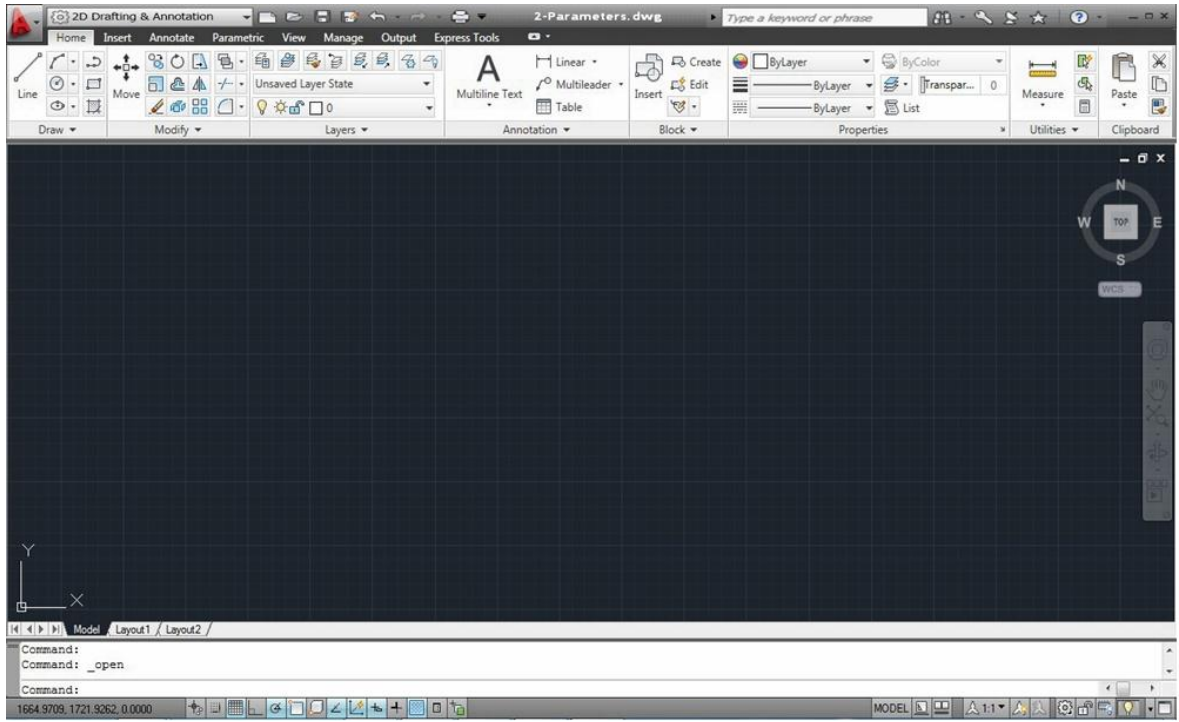 2D Drafting & Annotation
2-Parameters.dwg
Type a keyword or phrase
Home Insert Annotate Parametric View Manage Output Express Tools
Line
Move
Unsaved Layer State
0
A
Multiline Text
Linear
Multileader
Table
Insert
Create
Edit
ByLayer
ByLayer
ByLayer
ByColor
Transpar... 0
List
Measure
Paste
Draw Modify Layers Annotation Block Properties Utilities Clipboard
N
W TOP E
S
WCS
Y
X
Model Layout1 Layout2
Command:
Command: _open
Command:
1664.9709, 1721.9262, 0.0000
MODEL
1:1